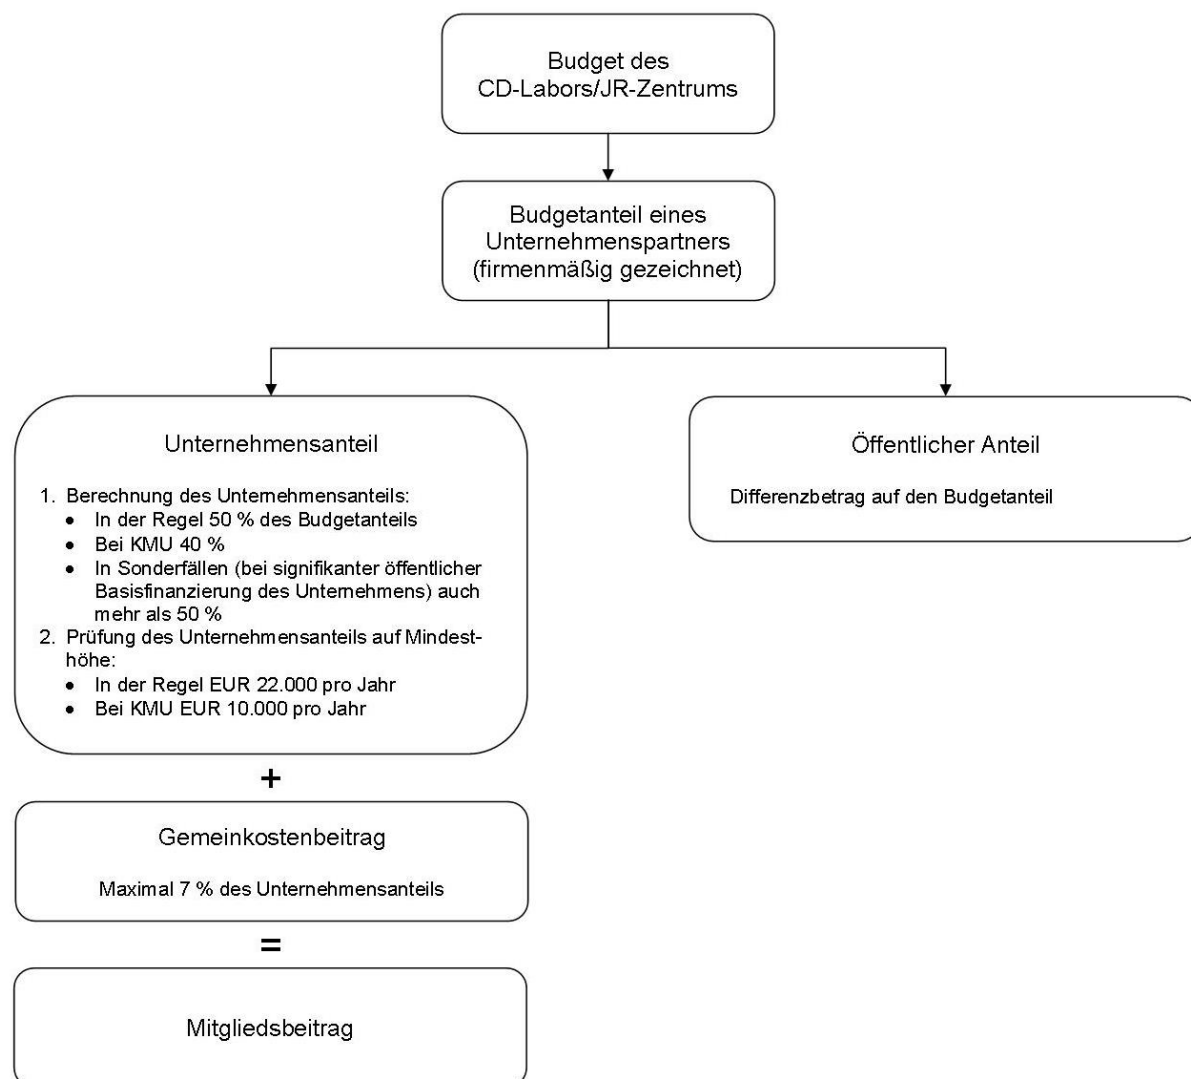 Budget des
CD-Labors/JR-Zentrums
Budgetanteil eines
Unternehmenspartners
(firmenmäßig gezeichnet)
Unternehmensanteil
1. Berechnung des Unternehmensanteils:
• In der Regel 50 % des Budgetanteils
• Bei KMU 40 %
• In Sonderfällen (bei signifikanter öffentlicher
Basisfinanzierung des Unternehmens) auch
mehr als 50 %
2. Prüfung des Unternehmensanteils auf Mindest-
höhe:
• In der Regel EUR 22.000 pro Jahr
• Bei KMU EUR 10.000 pro Jahr
Öffentlicher Anteil
Differenzbetrag auf den Budgetanteil
+
Gemeinkostenbeitrag
Maximal 7 % des Unternehmensanteils
=
Mitgliedsbeitrag